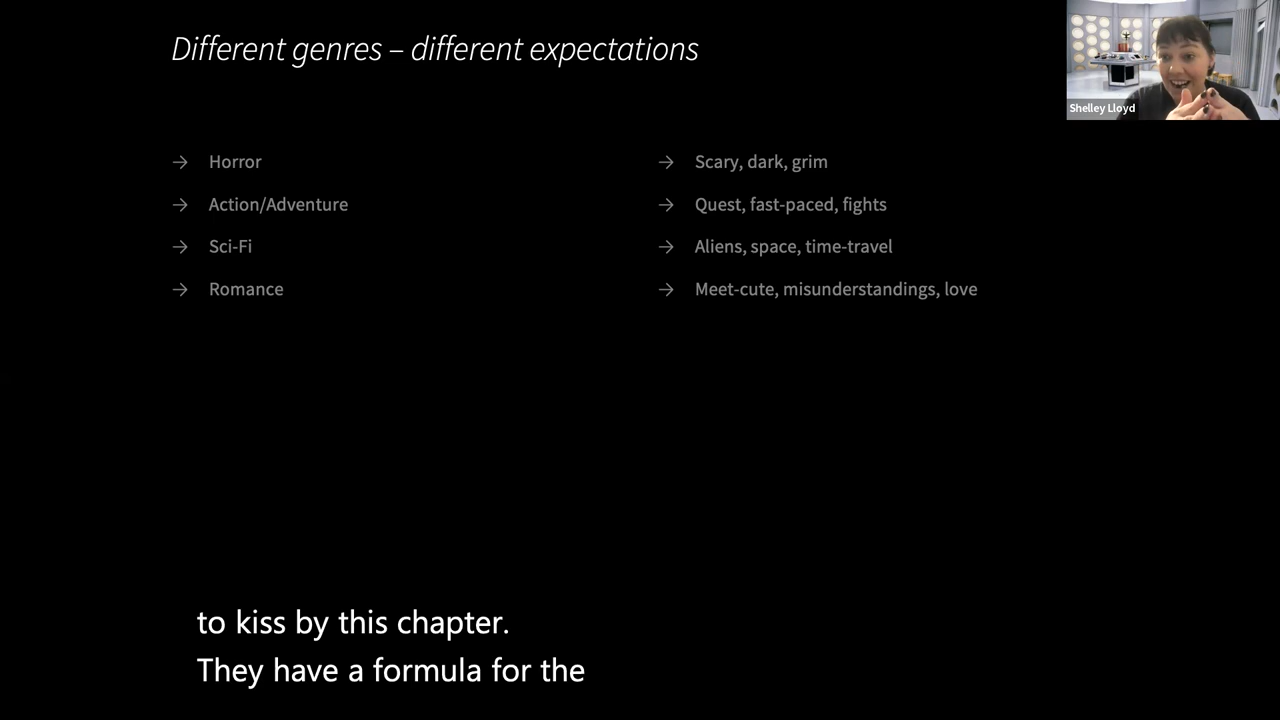 Different genres – different expectations
Shelley Lloyd
→ Horror
→ Action/Adventure
→ Sci-Fi
→ Romance
→ Scary, dark, grim
→ Quest, fast-paced, fights
→ Aliens, space, time-travel
→ Meet-cute, misunderstandings, love
to kiss by this chapter.
They have a formula for the